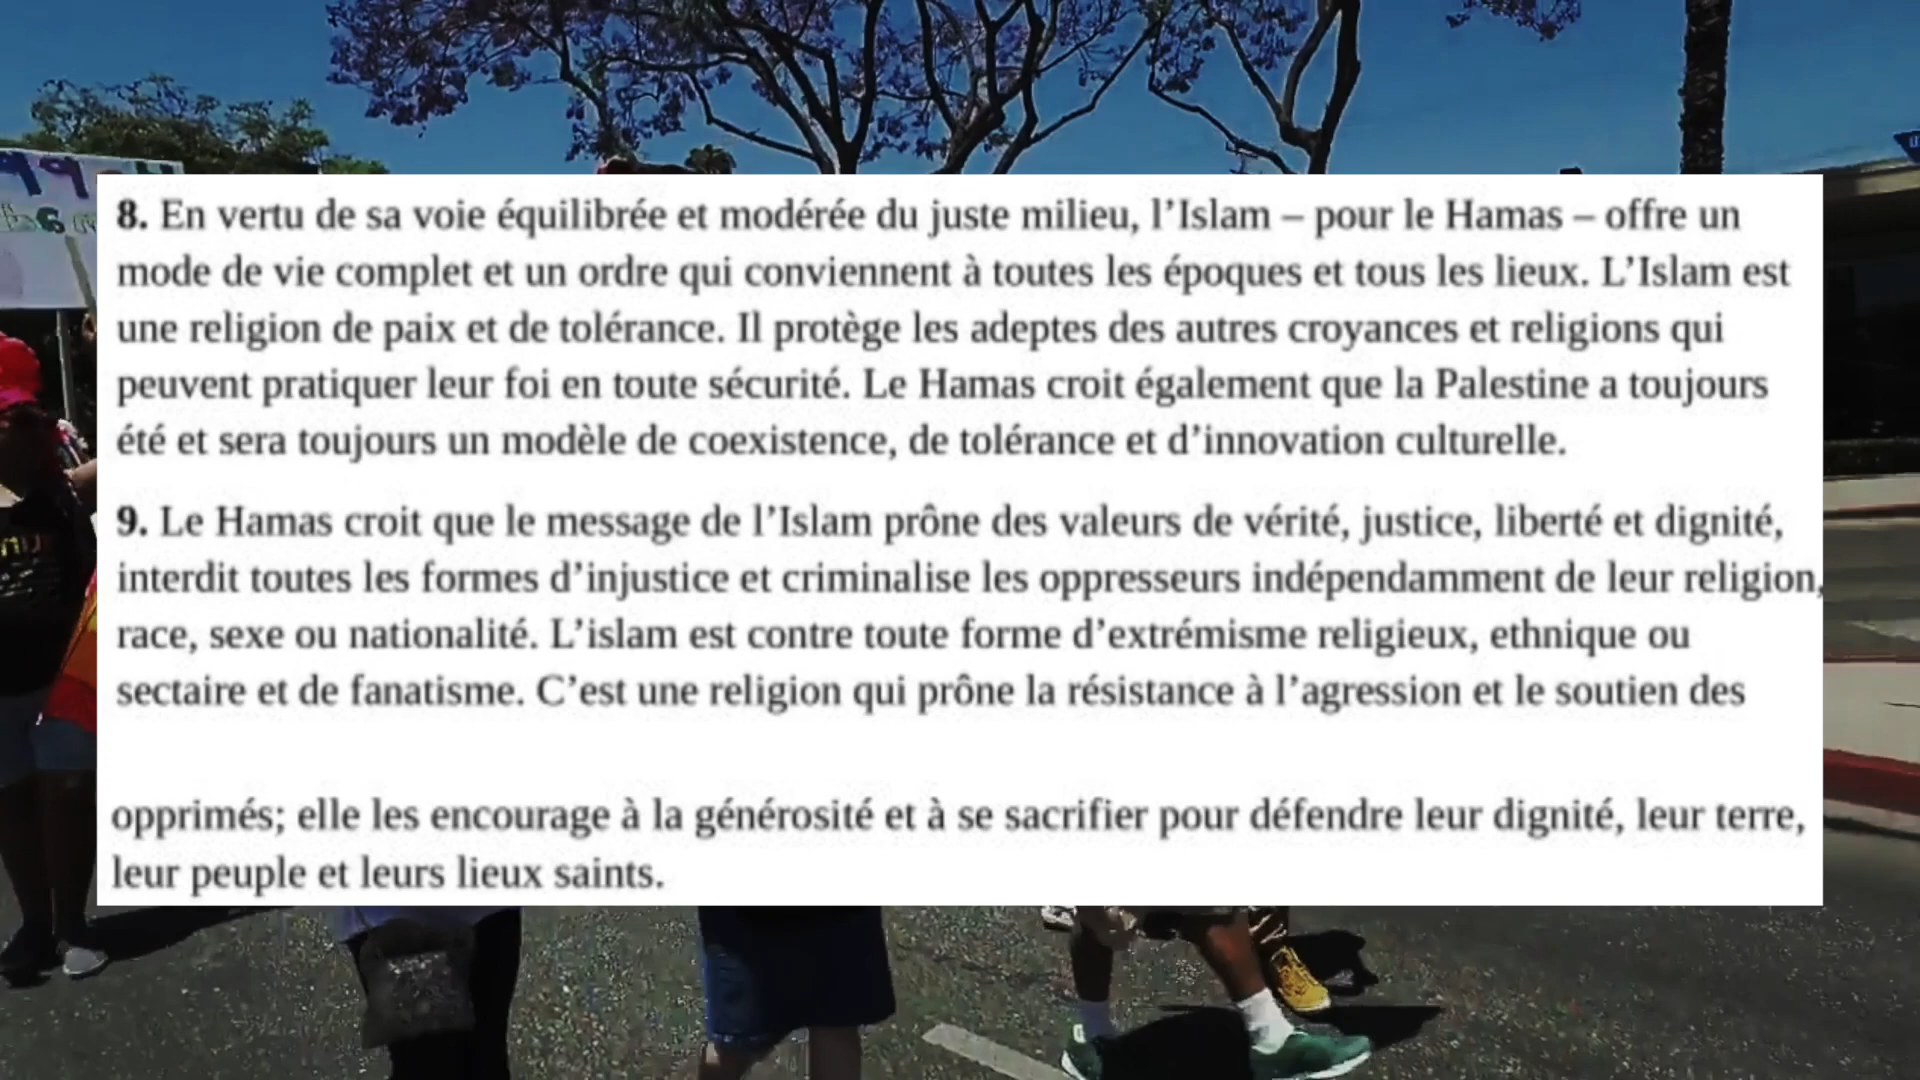 8. En vertu de sa voie équilibrée et modérée du juste milieu, l’Islam – pour le Hamas – offre un
mode de vie complet et un ordre qui conviennent à toutes les époques et tous les lieux. L’Islam est
une religion de paix et de tolérance. Il protège les adeptes des autres croyances et religions qui
peuvent pratiquer leur foi en toute sécurité. Le Hamas croit également que la Palestine a toujours
été et sera toujours un modèle de coexistence, de tolérance et d’innovation culturelle.
9. Le Hamas croit que le message de l’Islam prône des valeurs de vérité, justice, liberté et dignité,
interdit toutes les formes d’injustice et criminalise les oppresseurs indépendamment de leur religion,
race, sexe ou nationalité. L’islam est contre toute forme d’extrémisme religieux, ethnique ou
sectaire et de fanatisme. C’est une religion qui prône la résistance à l’agression et le soutien des
opprimés; elle les encourage à la générosité et à se sacrifier pour défendre leur dignité, leur terre,
leur peuple et leurs lieux saints.